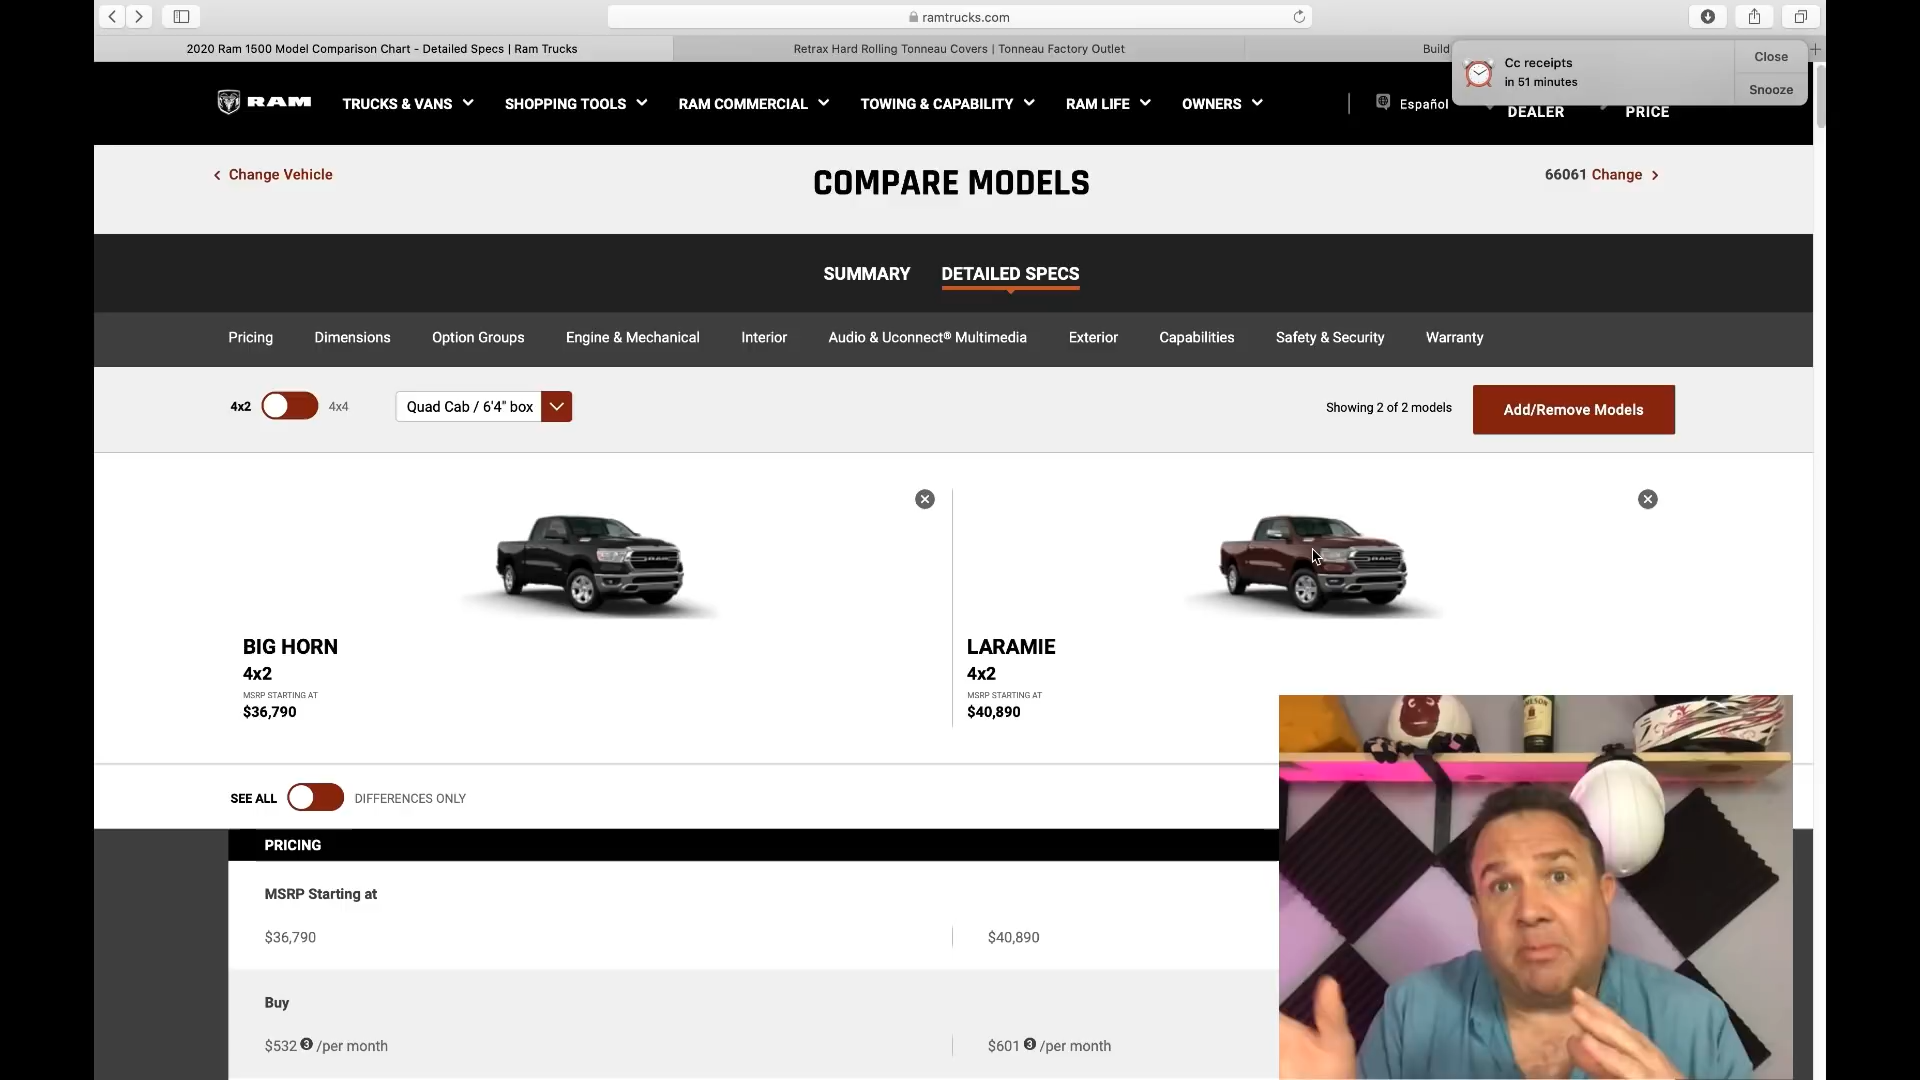 ramtrucks.com
2020 Ram 1500 Model Comparison Chart - Detailed Specs | Ram Trucks
Retrax Hard Rolling Tonneau Covers | Tonneau Factory Outlet
Build
Cc receipts
in 51 minutes
Close
Snooze
RAM
TRUCKS & VANS
SHOPPING TOOLS
RAM COMMERCIAL
TOWING & CAPABILITY
RAM LIFE
OWNERS
Español
DEALER
PRICE
Change Vehicle
COMPARE MODELS
66061 Change
SUMMARY
DETAILED SPECS
Pricing
Dimensions
Option Groups
Engine & Mechanical
Interior
Audio & Uconnect® Multimedia
Exterior
Capabilities
Safety & Security
Warranty
4x2
4x4
Quad Cab / 6'4" box
Showing 2 of 2 models
Add/Remove Models
BIG HORN
4x2
MSRP STARTING AT
$36,790
LARAMIE
4x2
MSRP STARTING AT
$40,890
SEE ALL
DIFFERENCES ONLY
PRICING
MSRP Starting at
$36,790
$40,890
Buy
$532 3 /per month
$601 3 /per month